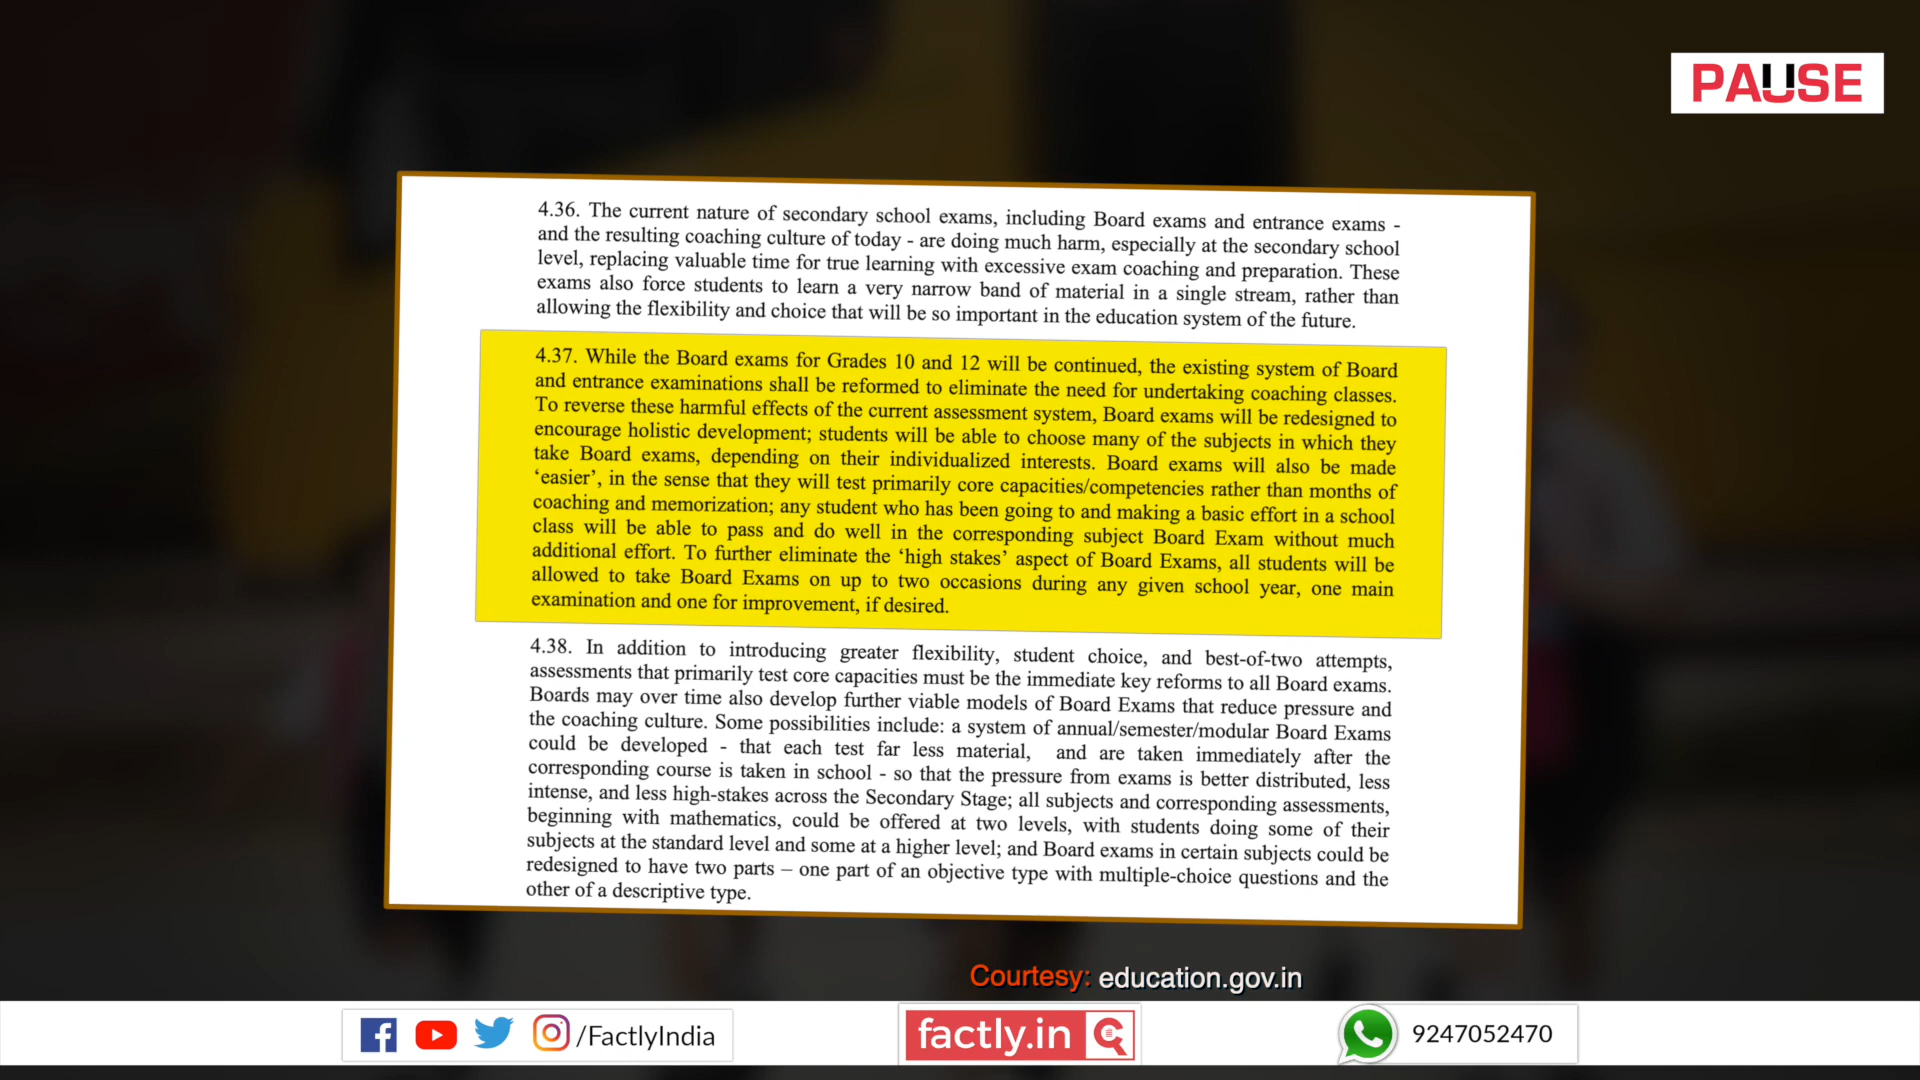 PAUSE
4.36. The current nature of secondary school exams, including Board exams and entrance exams -
and the resulting coaching culture of today - are doing much harm, especially at the secondary school
level, replacing valuable time for true learning with excessive exam coaching and preparation. These
exams also force students to learn a very narrow band of material in a single stream, rather than
allowing the flexibility and choice that will be so important in the education system of the future.
4.37. While the Board exams for Grades 10 and 12 will be continued, the existing system of Board
and entrance examinations shall be reformed to eliminate the need for undertaking coaching classes.
To reverse these harmful effects of the current assessment system, Board exams will be redesigned to
encourage holistic development; students will be able to choose many of the subjects in which they
take Board exams, depending on their individualized interests. Board exams will also be made
‘easier’, in the sense that they will test primarily core capacities/competencies rather than months of
coaching and memorization; any student who has been going to and making a basic effort in a school
class will be able to pass and do well in the corresponding subject Board Exam without much
additional effort. To further eliminate the ‘high stakes’ aspect of Board Exams, all students will be
allowed to take Board Exams on up to two occasions during any given school year, one main
examination and one for improvement, if desired.
4.38. In addition to introducing greater flexibility, student choice, and best-of-two attempts,
assessments that primarily test core capacities must be the immediate key reforms to all Board exams.
Boards may over time also develop further viable models of Board Exams that reduce pressure and
the coaching culture. Some possibilities include: a system of annual/semester/modular Board Exams
could be developed - that each test far less material, and are taken immediately after the
corresponding course is taken in school - so that the pressure from exams is better distributed, less
intense, and less high-stakes across the Secondary Stage; all subjects and corresponding assessments,
beginning with mathematics, could be offered at two levels, with students doing some of their
subjects at the standard level and some at a higher level; and Board exams in certain subjects could be
redesigned to have two parts – one part of an objective type with multiple-choice questions and the
other of a descriptive type.
Courtesy: education.gov.in
/FactlyIndia
factly.in
9247052470